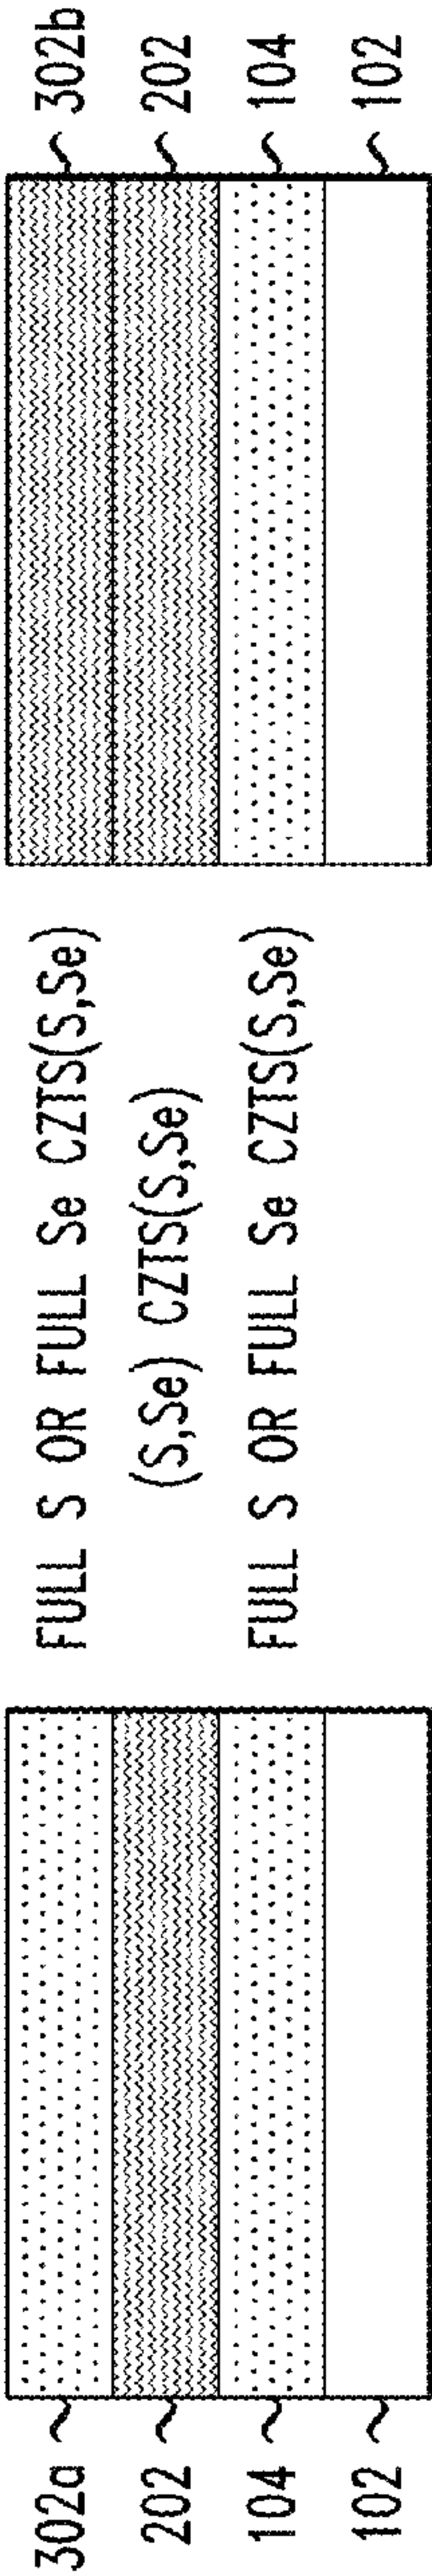 302a
202
104
102
FULL S OR FULL Se CZTS(S,Se)
(S,Se) CZTS(S,Se)
FULL S OR FULL Se CZTS(S,Se)
302b
202
104
102